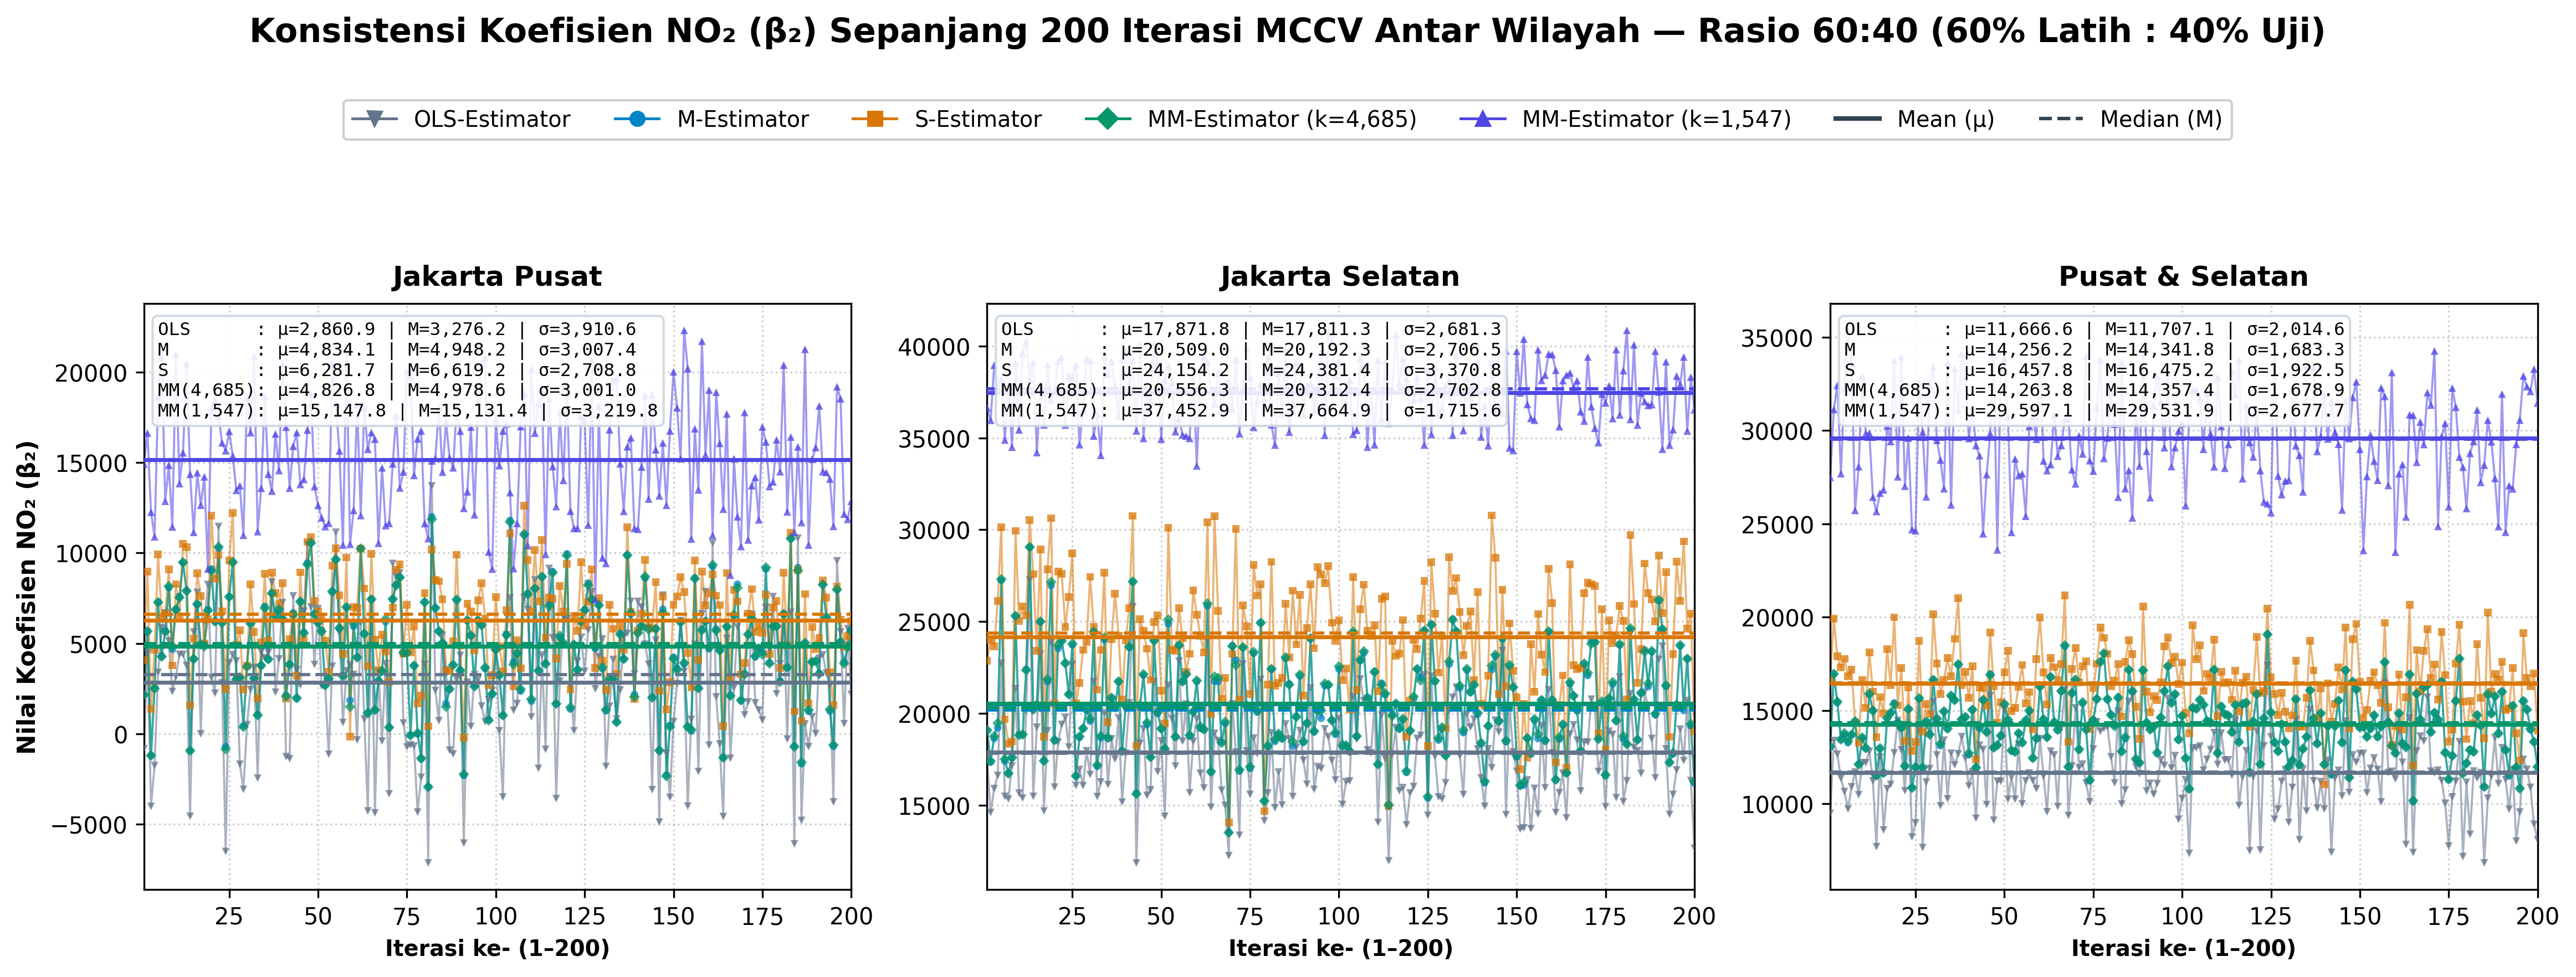 Konsistensi Koefisien NO₂ (β₂) Sepanjang 200 Iterasi MCCV Antar Wilayah — Rasio 60:40 (60% Latih : 40% Uji)
OLS-Estimator M-Estimator S-Estimator MM-Estimator (k=4,685) MM-Estimator (k=1,547) Mean (μ) Median (M)
Jakarta Pusat
OLS : μ=2,860.9 | M=3,276.2 | σ=3,910.6
M : μ=4,834.1 | M=4,948.2 | σ=3,007.4
S : μ=6,281.7 | M=6,619.2 | σ=2,708.8
MM(4,685): μ=4,826.8 | M=4,978.6 | σ=3,001.0
MM(1,547): μ=15,147.8 | M=15,131.4 | σ=3,219.8
Nilai Koefisien NO₂ (β₂)
20000
15000
10000
5000
0
−5000
25 50 75 100 125 150 175 200
Iterasi ke- (1–200)
Jakarta Selatan
OLS : μ=17,871.8 | M=17,811.3 | σ=2,681.3
M : μ=20,509.0 | M=20,192.3 | σ=2,706.5
S : μ=24,154.2 | M=24,381.4 | σ=3,370.8
MM(4,685): μ=20,556.3 | M=20,312.4 | σ=2,702.8
MM(1,547): μ=37,452.9 | M=37,664.9 | σ=1,715.6
40000
35000
30000
25000
20000
15000
25 50 75 100 125 150 175 200
Iterasi ke- (1–200)
Pusat & Selatan
OLS : μ=11,666.6 | M=11,707.1 | σ=2,014.6
M : μ=14,256.2 | M=14,341.8 | σ=1,683.3
S : μ=16,457.8 | M=16,475.2 | σ=1,922.5
MM(4,685): μ=14,263.8 | M=14,357.4 | σ=1,678.9
MM(1,547): μ=29,597.1 | M=29,531.9 | σ=2,677.7
35000
30000
25000
20000
15000
10000
25 50 75 100 125 150 175 200
Iterasi ke- (1–200)